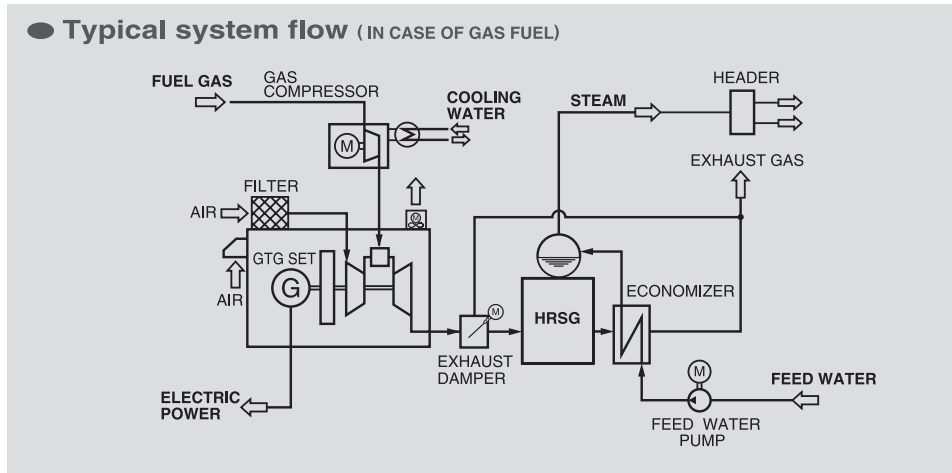 Typical system flow (IN CASE OF GAS FUEL)
FUEL GAS
GAS
COMPRESSOR
COOLING
WATER
STEAM
HEADER
M
EXHAUST GAS
FILTER
AIR
M
GTG SET
G
AIR
M
HRSG
ECONOMIZER
EXHAUST
DAMPER
ELECTRIC
POWER
M
FEED WATER
FEED WATER
PUMP